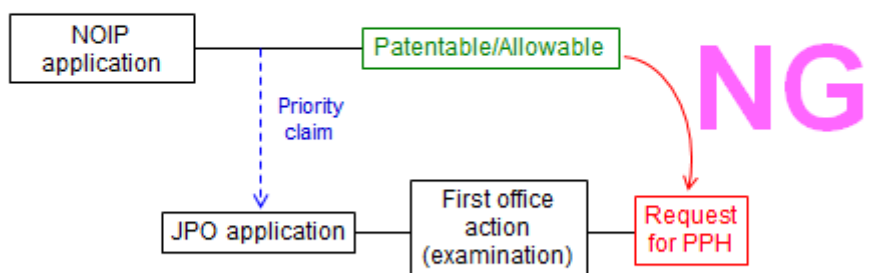 NOIP
application
Patentable/Allowable
NG
Priority
claim
JPO application
First office
action
(examination)
Request
for PPH